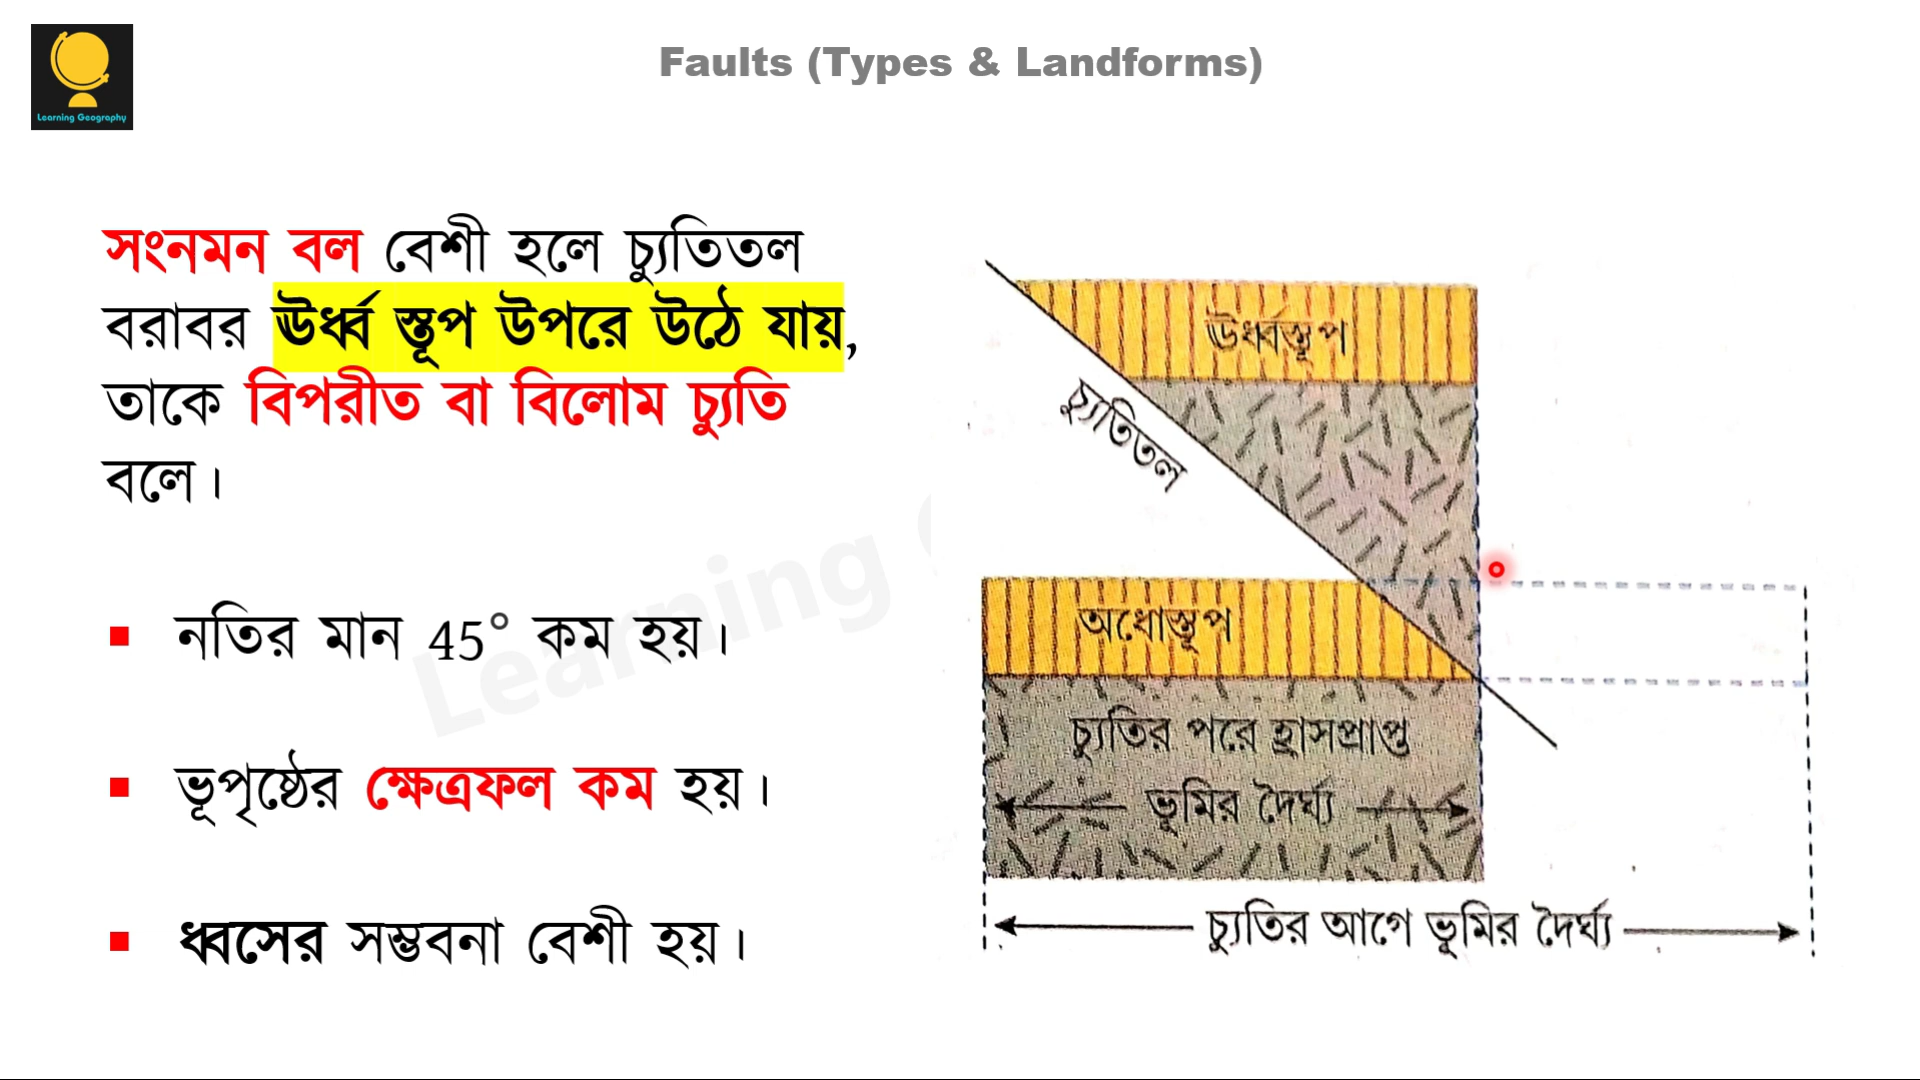 Faults (Types & Landforms)
Learning Geography
সংনমন বল বেশী হলে চ্যুতিতল
বরাবর ঊর্ধ্ব স্তূপ উপরে উঠে যায়,
তাকে বিপরীত বা বিলোম চ্যুতি
বলে।
নতির মান 45° কম হয়।
ভূপৃষ্ঠের ক্ষেত্রফল কম হয়।
ধ্বসের সম্ভবনা বেশী হয়।
ঊর্ধ্বস্তূপ
চ্যুতিতল
অধোস্তূপ
চ্যুতির পরে হ্রাসপ্রাপ্ত
ভূমির দৈর্ঘ্য
চ্যুতির আগে ভূমির দৈর্ঘ্য
Learning